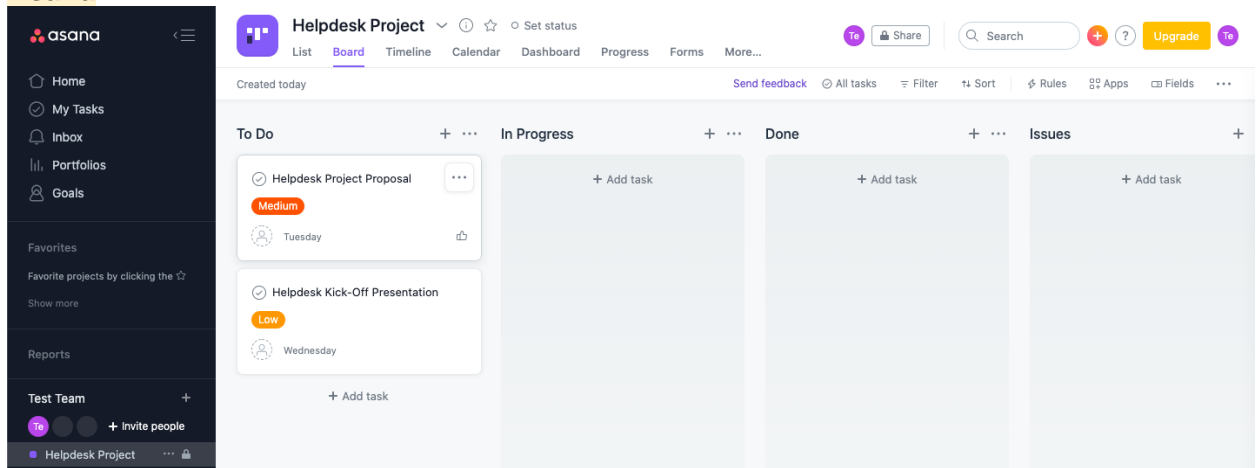 asana
Home
My Tasks
Inbox
Portfolios
Goals
Favorites
Favorite projects by clicking the
Show more
Reports
Test Team +
Te + Invite people
Helpdesk Project ...
Helpdesk Project Set status
List Board Timeline Calendar Dashboard Progress Forms More...
Te Share Search + ? Upgrade Te
Created today
Send feedback All tasks Filter Sort Rules Apps Fields ...
To Do + ...
Helpdesk Project Proposal ...
Medium
Tuesday
Helpdesk Kick-Off Presentation
Low
Wednesday
+ Add task
In Progress + ...
+ Add task
Done + ...
+ Add task
Issues +
+ Add task